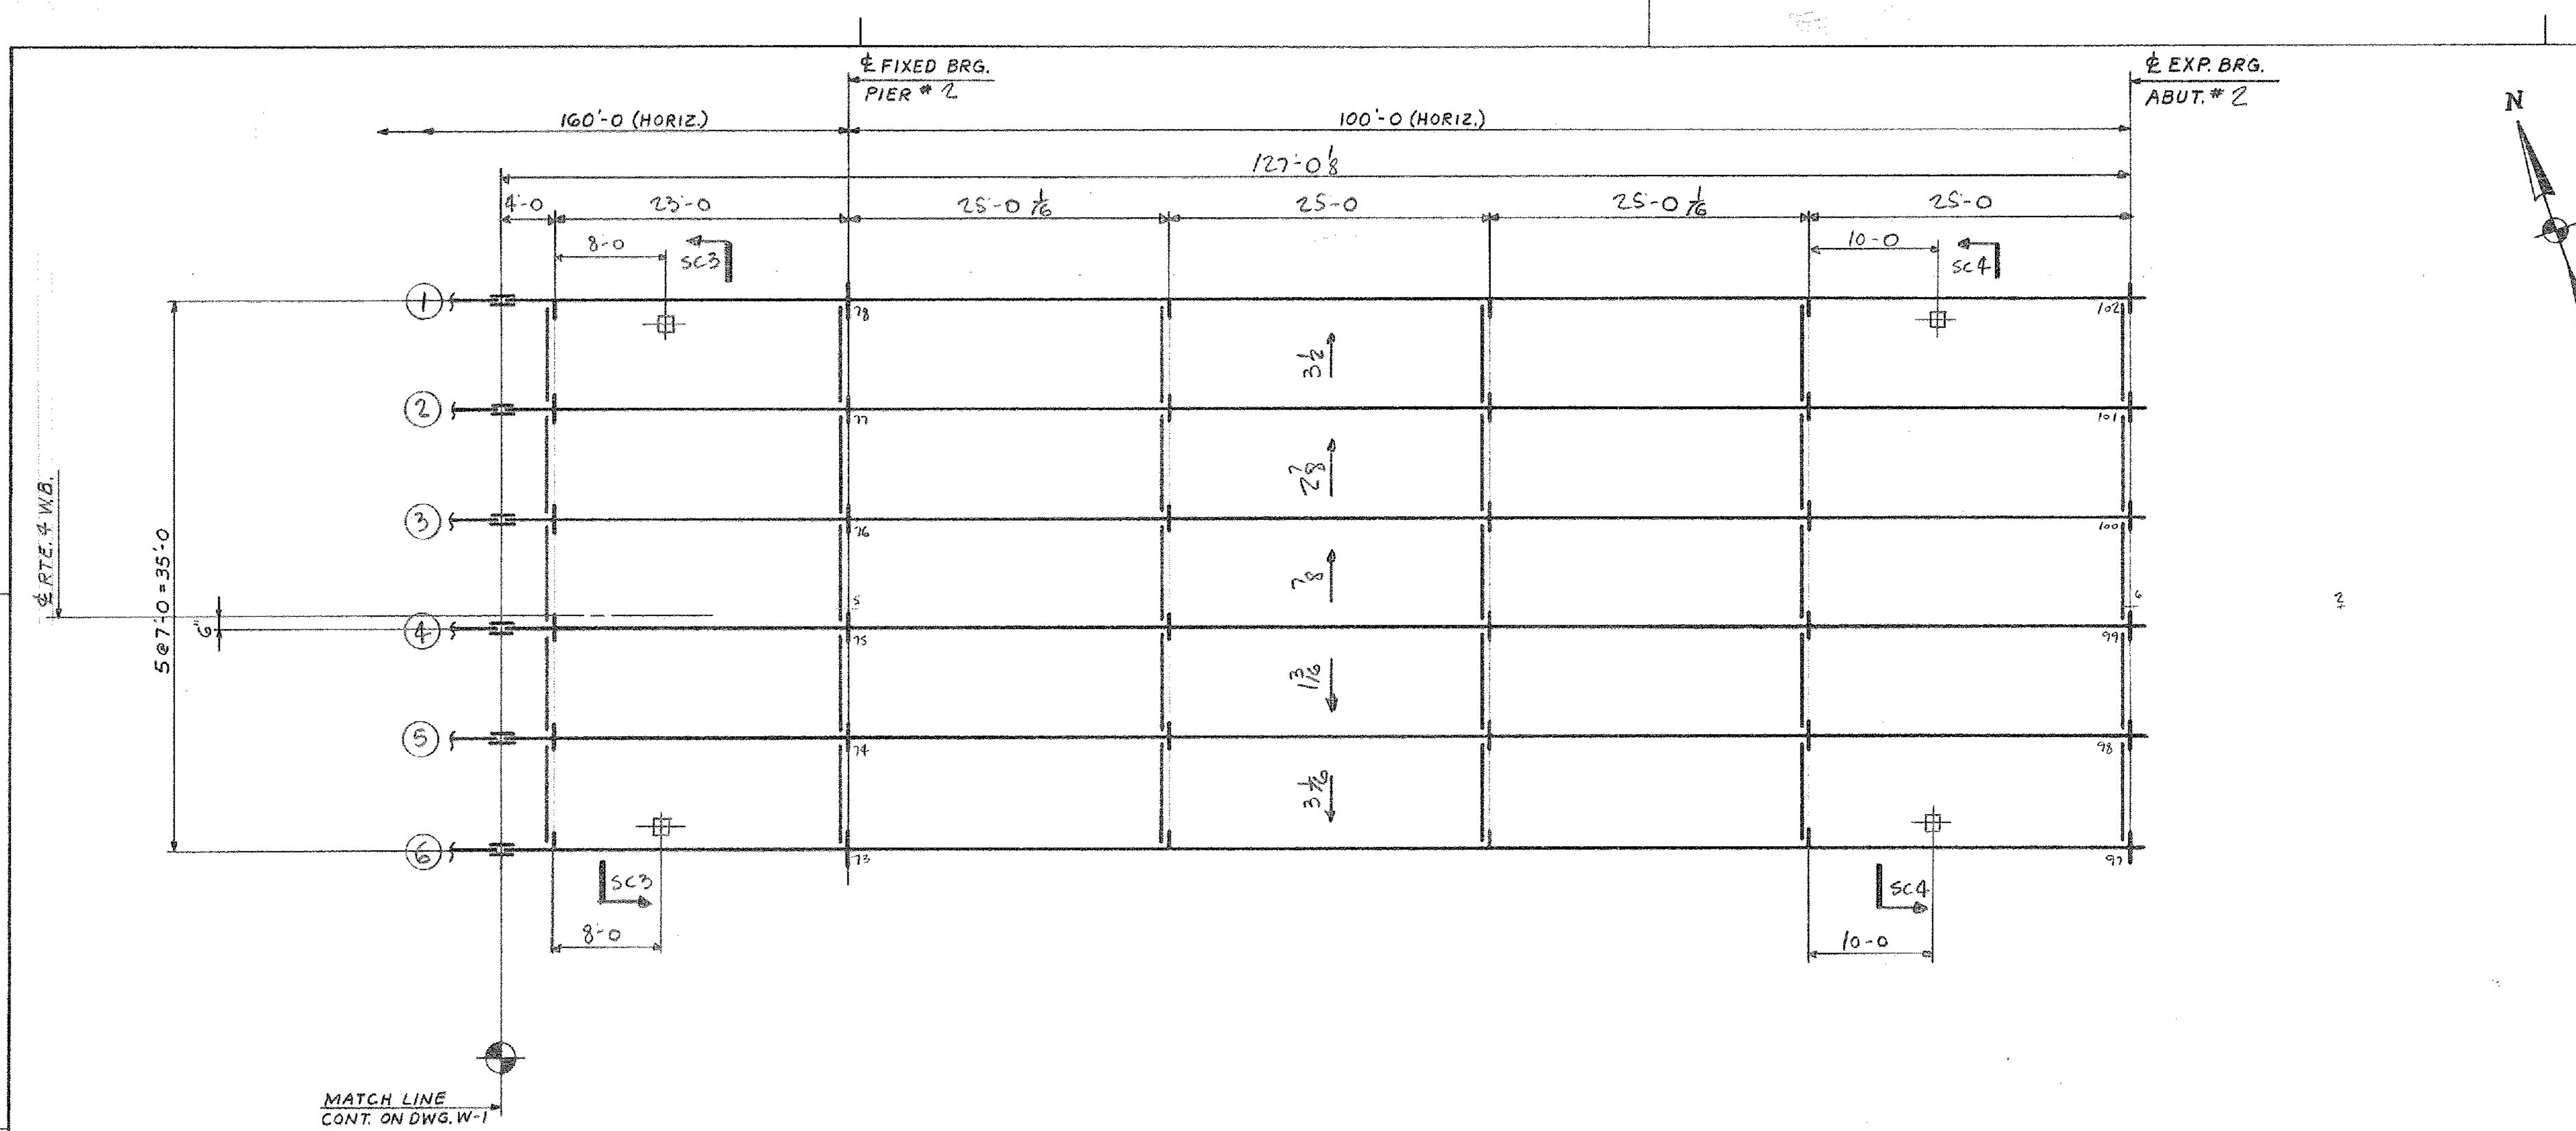 ℄ FIXED BRG.
PIER # 2
℄ EXP. BRG.
ABUT. # 2
N
160'-0 (HORIZ.)
100'-0 (HORIZ.)
127'-0 1/8
4'-0
23'-0
25'-0 1/16
25'-0
25'-0 1/16
25'-0
8'-0
SC3
10-0
SC4
1
78
102
3 1/2
2
77
101
2 7/8
3
76
100
℄ RTE. 4 W.B.
5@7'-0=35'-0
7/8
5
6
6"
4
75
99
1 3/16
5
74
98
3 1/16
6
73
97
SC3
SC4
8'-0
10-0
MATCH LINE
CONT. ON DWG. W-1